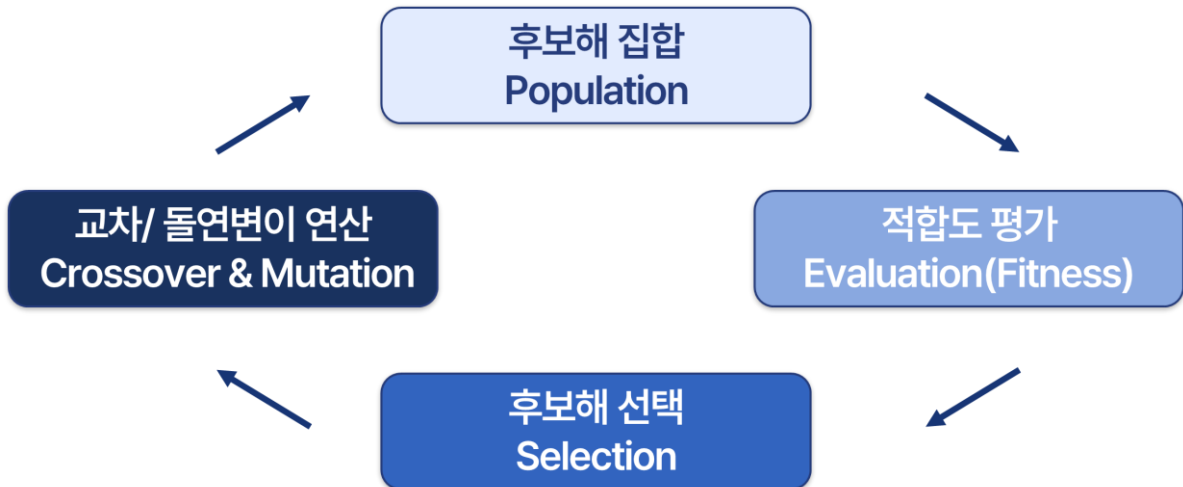 후보해 집합
Population
교차/ 돌연변이 연산
Crossover & Mutation
적합도 평가
Evaluation(Fitness)
후보해 선택
Selection